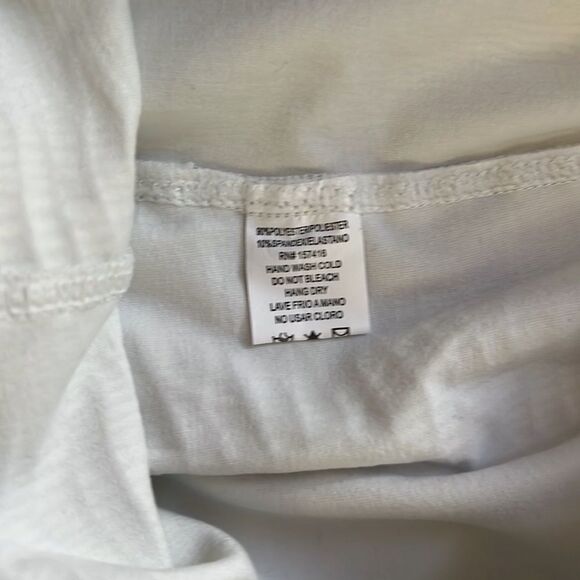 90%POLYESTER/POLIESTER
10%SPANDEX/ELASTANO
RN# 157416
HAND WASH COLD
DO NOT BLEACH
HANG DRY
LAVE FRIO A MANO
NO USAR CLORO